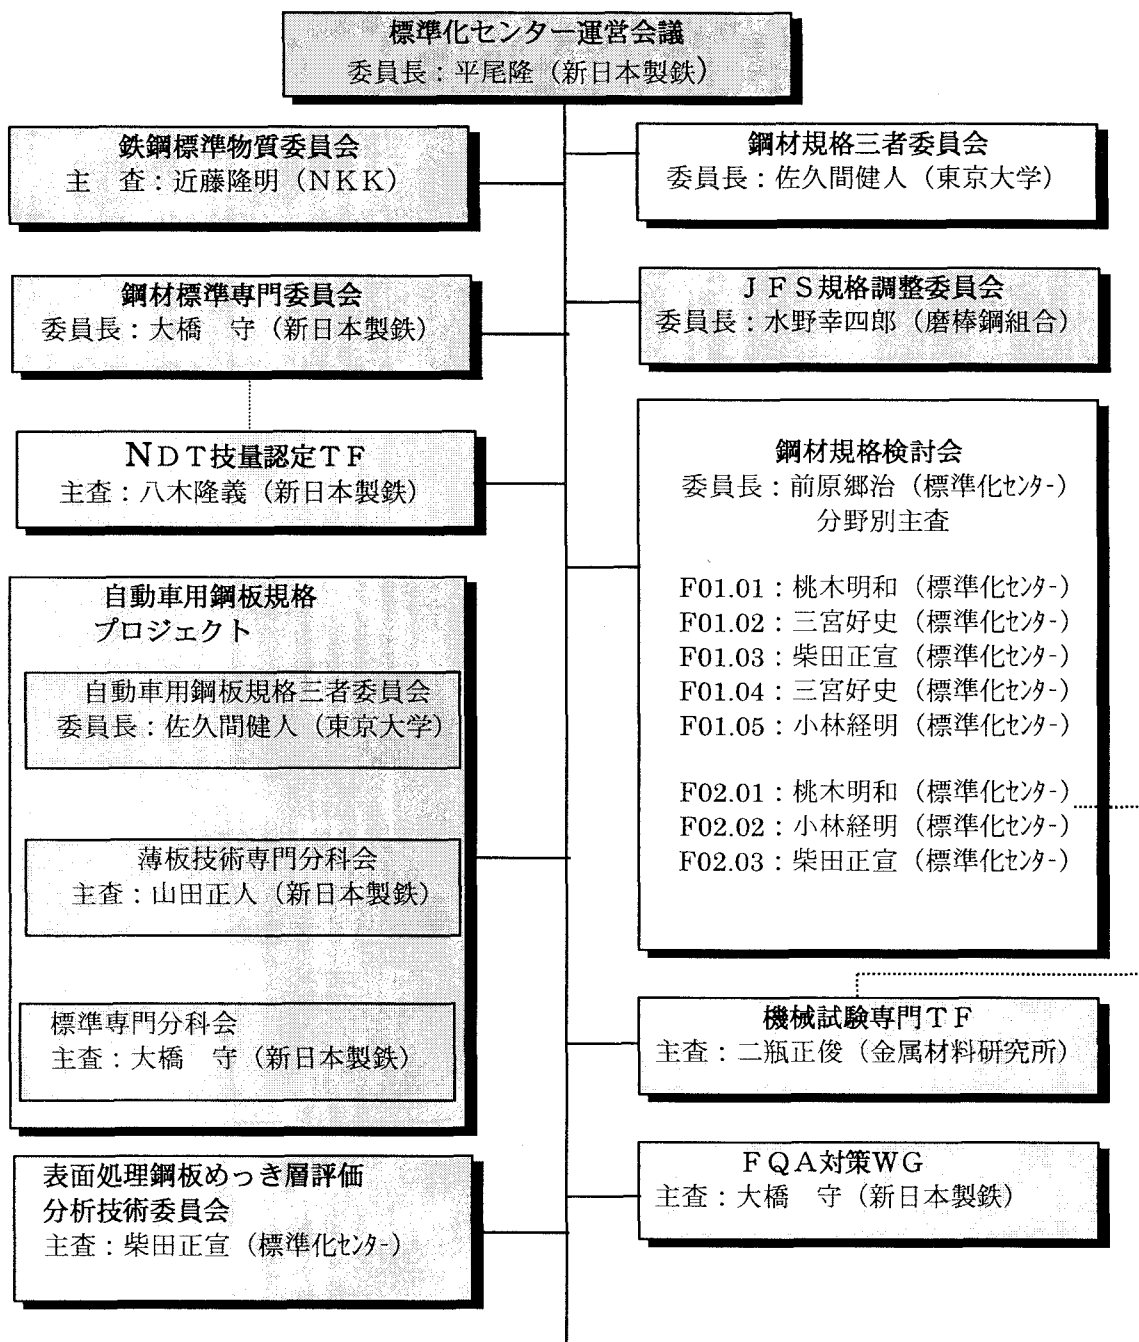 標準化センター運営会議
委員長：平尾隆（新日本製鉄）
鉄鋼標準物質委員会
主　査：近藤隆明（ＮＫＫ）
鋼材規格三者委員会
委員長：佐久間健人（東京大学）
鋼材標準専門委員会
委員長：大橋　守（新日本製鉄）
ＪＦＳ規格調整委員会
委員長：水野幸四郎（磨棒鋼組合）
ＮＤＴ技量認定ＴＦ
主査：八木隆義（新日本製鉄）
鋼材規格検討会
委員長：前原郷治（標準化ｾﾝﾀｰ）
分野別主査
F01.01：桃木明和（標準化ｾﾝﾀｰ）
F01.02：三宮好史（標準化ｾﾝﾀｰ）
F01.03：柴田正宣（標準化ｾﾝﾀｰ）
F01.04：三宮好史（標準化ｾﾝﾀｰ）
F01.05：小林経明（標準化ｾﾝﾀｰ）
F02.01：桃木明和（標準化ｾﾝﾀｰ）
F02.02：小林経明（標準化ｾﾝﾀｰ）
F02.03：柴田正宣（標準化ｾﾝﾀｰ）
自動車用鋼板規格
プロジェクト
自動車用鋼板規格三者委員会
委員長：佐久間健人（東京大学）
薄板技術専門分科会
主査：山田正人（新日本製鉄）
標準専門分科会
主査：大橋　守（新日本製鉄）
機械試験専門ＴＦ
主査：二瓶正俊（金属材料研究所）
表面処理鋼板めっき層評価
分析技術委員会
主査：柴田正宣（標準化ｾﾝﾀｰ）
ＦＱＡ対策ＷＧ
主査：大橋　守（新日本製鉄）